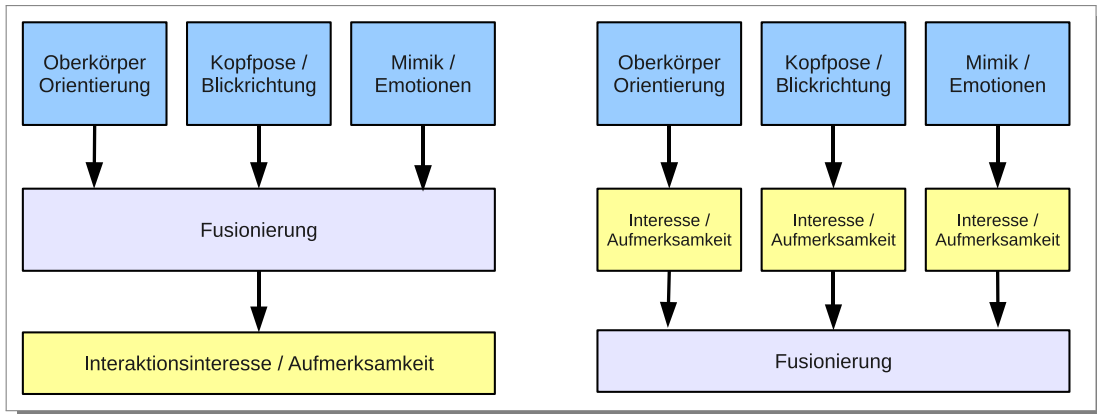 Oberkörper
Orientierung
Kopfpose /
Blickrichtung
Mimik /
Emotionen
Fusionierung
Interaktionsinteresse / Aufmerksamkeit
Oberkörper
Orientierung
Kopfpose /
Blickrichtung
Mimik /
Emotionen
Interesse /
Aufmerksamkeit
Interesse /
Aufmerksamkeit
Interesse /
Aufmerksamkeit
Fusionierung